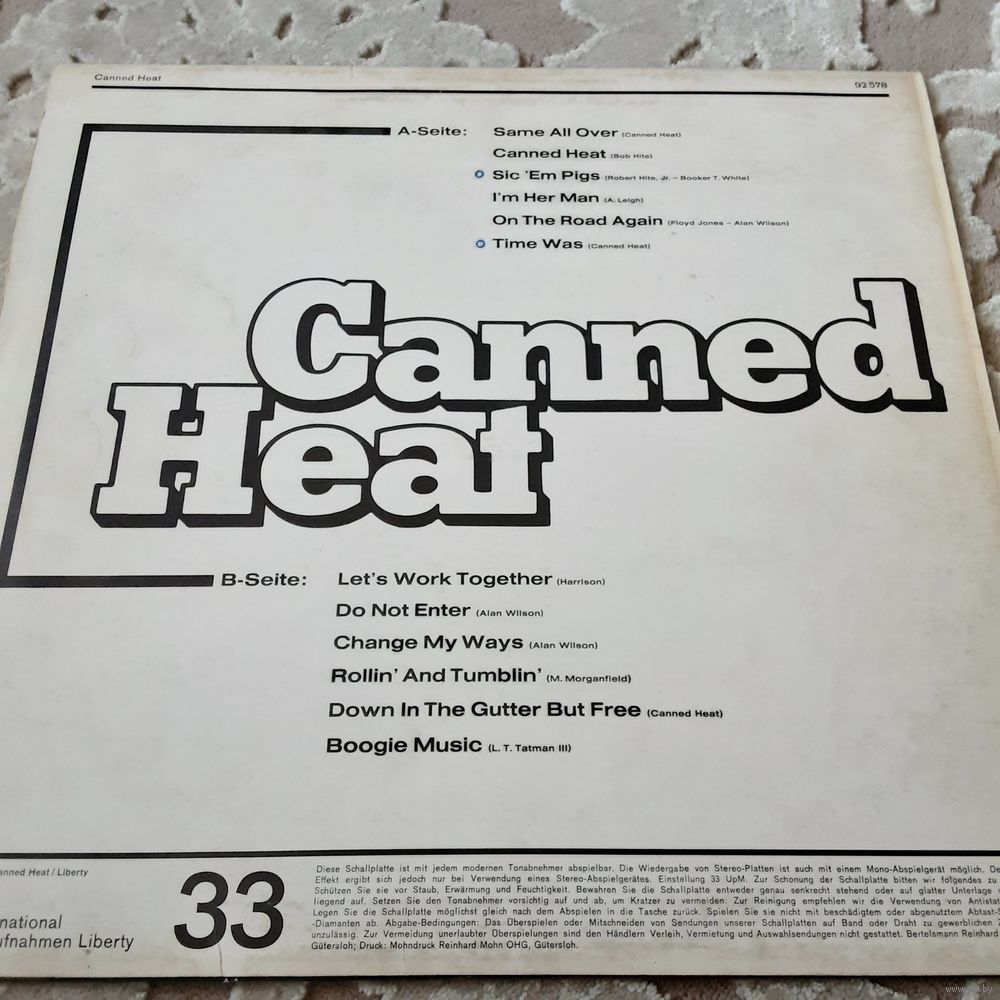 Canned Heat 92 578
A-Seite: Same All Over (Canned Heat)
Canned Heat (Bob Hite)
Sic 'Em Pigs (Robert Hite, Jr. – Booker T. White)
I'm Her Man (A. Leigh)
On The Road Again (Floyd Jones – Alan Wilson)
Time Was (Canned Heat)
Canned
Heat
B-Seite: Let's Work Together (Harrison)
Do Not Enter (Alan Wilson)
Change My Ways (Alan Wilson)
Rollin' And Tumblin' (M. Morganfield)
Down In The Gutter But Free (Canned Heat)
Boogie Music (L. T. Tatman III)
anned Heat / Liberty
national
ufnahmen Liberty
33
Diese Schallplatte ist mit jedem modernen Tonabnehmer abspielbar. Die Wiedergabe von Stereo-Platten ist auch mit einem Mono-Abspielgerät möglich. De
Effekt ergibt sich jedoch nur bei Verwendung eines Stereo-Abspielgerätes. Einstellung 33 UpM. Zur Schonung der Schallplatte bitten wir folgendes zu
Schützen Sie sie vor Staub, Erwärmung und Feuchtigkeit. Bewahren Sie die Schallplatte entweder genau senkrecht stehend oder auf glatter Unterlage
liegend auf. Setzen Sie den Tonabnehmer vorsichtig auf und ab, um Kratzer zu vermeiden. Zur Reinigung empfehlen wir die Verwendung von Antistat
Legen Sie die Schallplatte möglichst gleich nach dem Abspielen in die Tasche zurück. Spielen Sie sie nicht mit beschädigtem oder abgenutztem Abtast-S
-Diamanten ab. Abgabe-Bedingungen: Das Überspielen oder Mitschneiden von Sendungen unserer Schallplatten auf Band oder Draht zu gewerblichen
unzulässig. Zur Vermeidung unerlaubter Überspielungen sind den Händlern Verleih, Vermietung und Auswahlsendungen nicht gestattet. Bertelsmann Reinhard
Gütersloh; Druck: Mohndruck Reinhard Mohn OHG, Gütersloh.